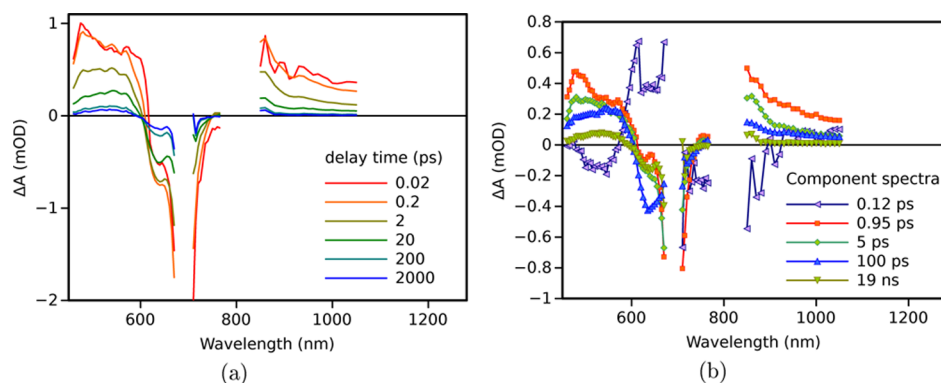 1
0
−1
−2
600
800
1000
1200
ΔA (mOD)
Wavelength (nm)
delay time (ps)
0.02
0.2
2
20
200
2000
(a)
0.8
0.6
0.4
0.2
0
−0.2
−0.4
−0.6
−0.8
−1
600
800
1000
1200
ΔA (mOD)
Wavelength (nm)
Component spectra
0.12 ps
0.95 ps
5 ps
100 ps
19 ns
(b)